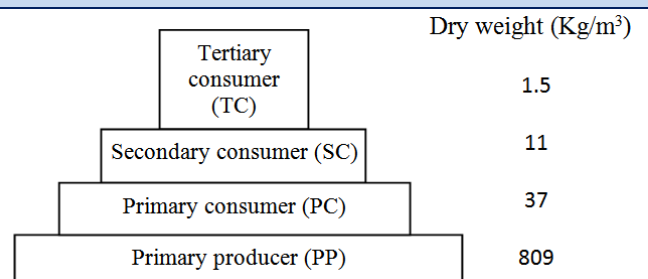 Dry weight (Kg/m³)
Tertiary
consumer
(TC)
1.5
Secondary consumer (SC)
11
Primary consumer (PC)
37
Primary producer (PP)
809